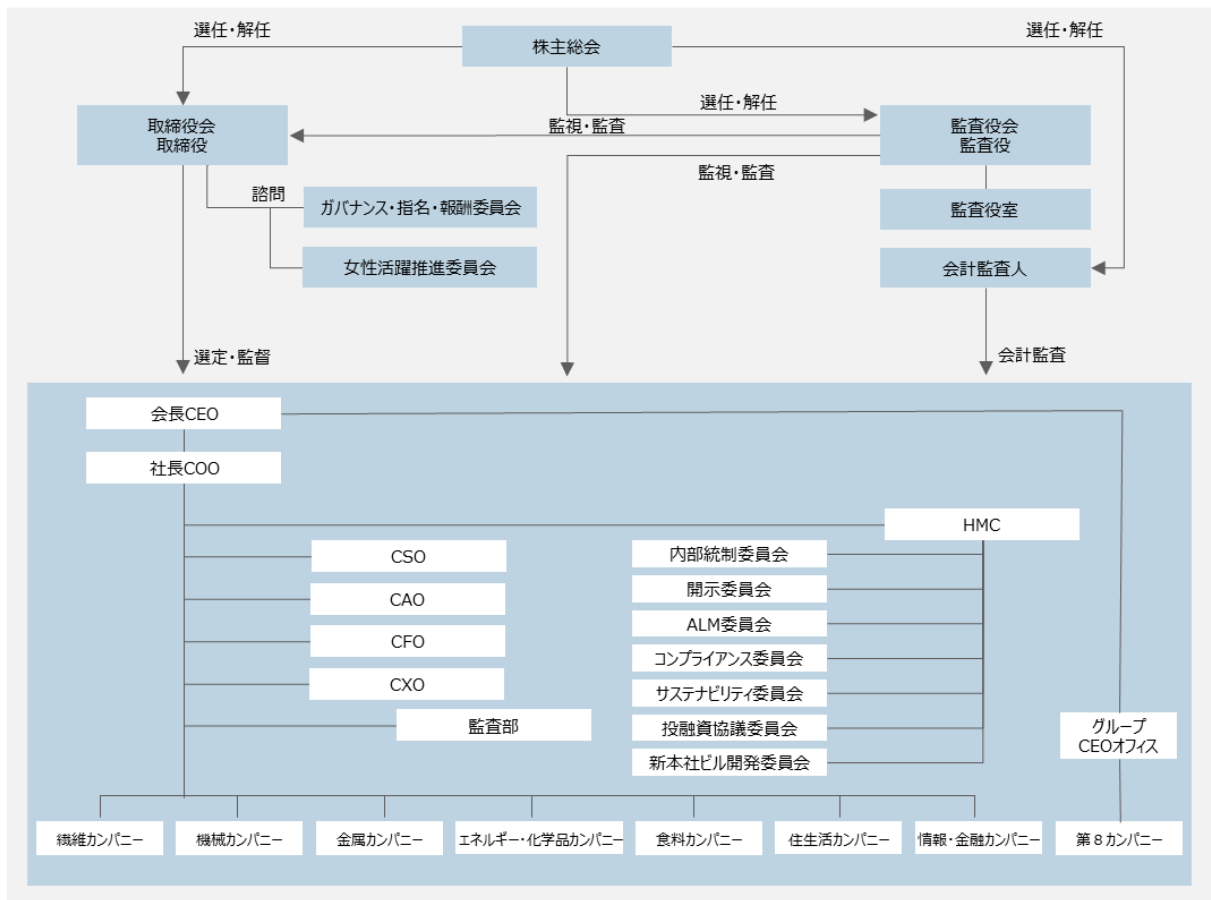 選任・解任
株主総会
選任・解任
選任・解任
取締役会
取締役
監視・監査
監査役会
監査役
監視・監査
諮問
ガバナンス・指名・報酬委員会
監査役室
女性活躍推進委員会
会計監査人
選定・監督
会計監査
会長CEO
社長COO
HMC
CSO
内部統制委員会
開示委員会
CAO
ALM委員会
CFO
コンプライアンス委員会
CXO
サステナビリティ委員会
監査部
投融資協議委員会
グループ
CEOオフィス
新本社ビル開発委員会
繊維カンパニー
機械カンパニー
金属カンパニー
エネルギー・化学品カンパニー
食料カンパニー
住生活カンパニー
情報・金融カンパニー
第8カンパニー